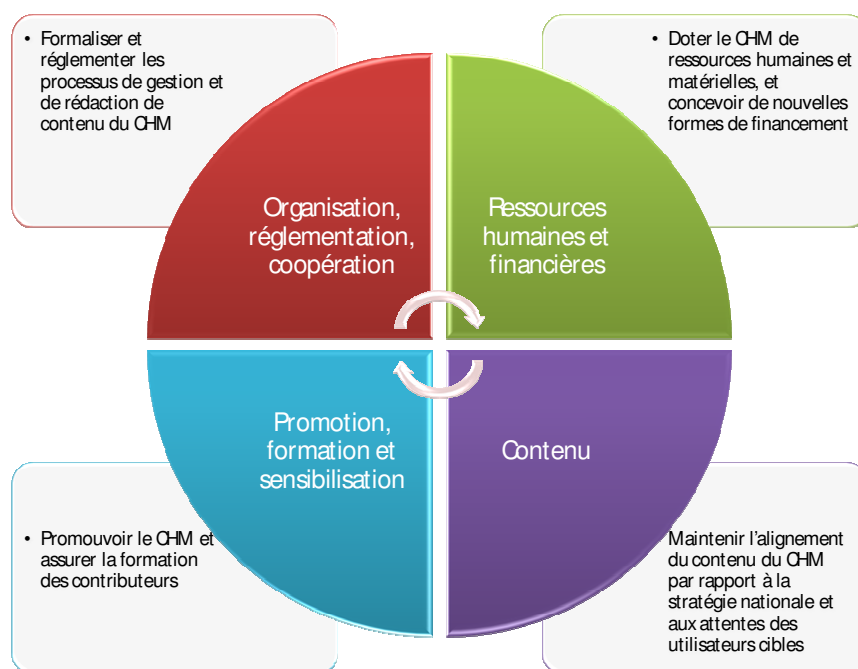 • Formaliser et
réglementer les
processus de gestion et
de rédaction de
contenu du CHM
• Doter le CHM de
ressources humaines et
matérielles, et
concevoir de nouvelles
formes de financement
Organisation,
réglementation,
coopération
Ressources
humaines et
financières
Promotion,
formation et
sensibilisation
Contenu
• Promouvoir le CHM et
assurer la formation
des contributeurs
Maintenir l'alignement
du contenu du CHM
par rapport à la
stratégie nationale et
aux attentes des
utilisateurs cibles